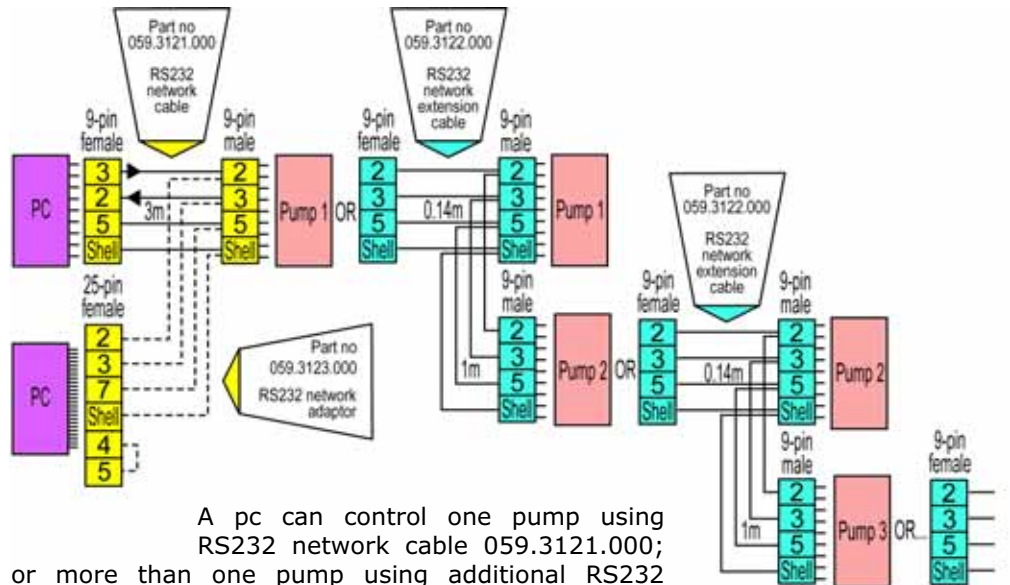 Part no
059.3121.000
RS232
network
cable
Part no
059.3122.000
RS232
network
extension
cable
9-pin
female
9-pin
male
9-pin
female
9-pin
male
PC
3
2
5
Shell
3m
2
3
5
Shell
Pump 1
OR
2
3
5
Shell
0.14m
2
3
5
Shell
Pump 1
Part no
059.3122.000
RS232
network
extension
cable
25-pin
female
PC
2
3
7
Shell
4
5
Part no
059.3123.000
RS232 network
adaptor
9-pin
male
1m
2
3
5
Shell
Pump 2
OR
9-pin
female
2
3
5
Shell
0.14m
9-pin
male
2
3
5
Shell
Pump 2
9-pin
male
1m
2
3
5
Shell
Pump 3
OR...
9-pin
female
2
3
5
Shell
A pc can control one pump using
RS232 network cable 059.3121.000;
or more than one pump using additional RS232